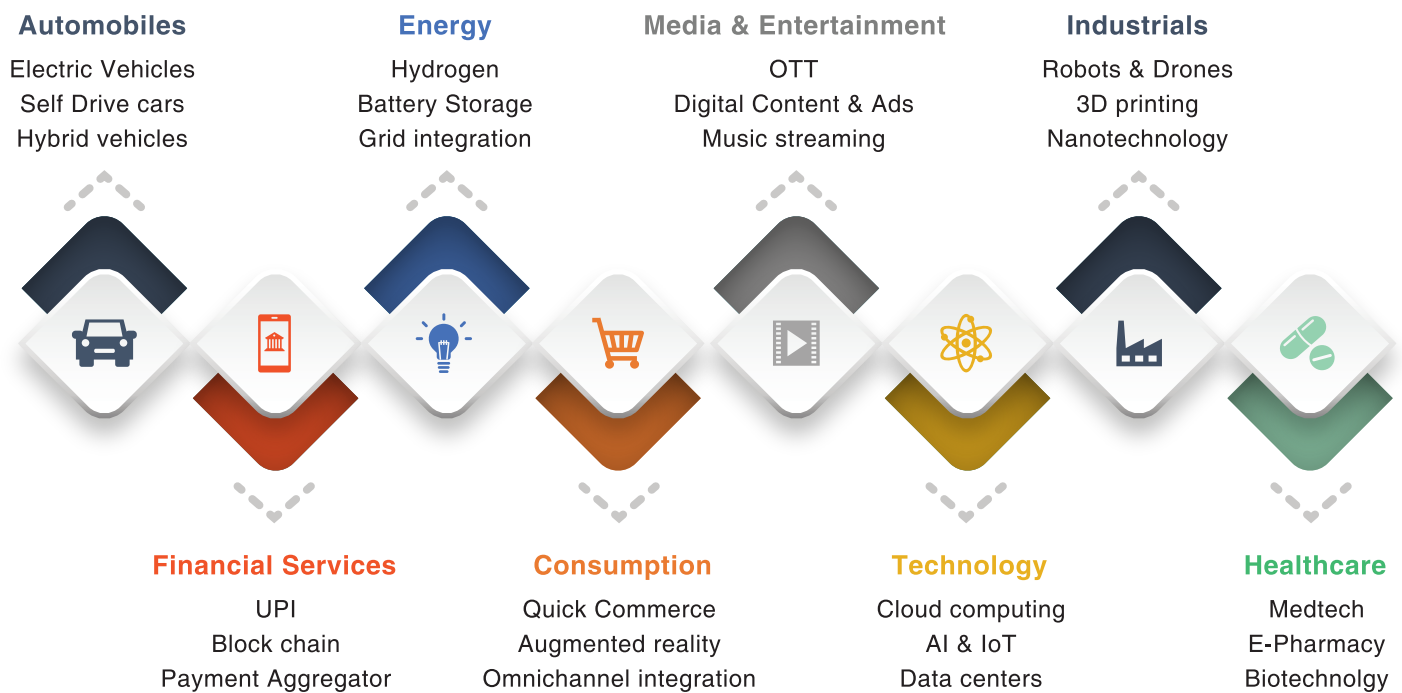 Automobiles
Electric Vehicles
Self Drive cars
Hybrid vehicles
Energy
Hydrogen
Battery Storage
Grid integration
Media & Entertainment
OTT
Digital Content & Ads
Music streaming
Industrials
Robots & Drones
3D printing
Nanotechnology
Financial Services
UPI
Block chain
Payment Aggregator
Consumption
Quick Commerce
Augmented reality
Omnichannel integration
Technology
Cloud computing
AI & IoT
Data centers
Healthcare
Medtech
E-Pharmacy
Biotechnolgy